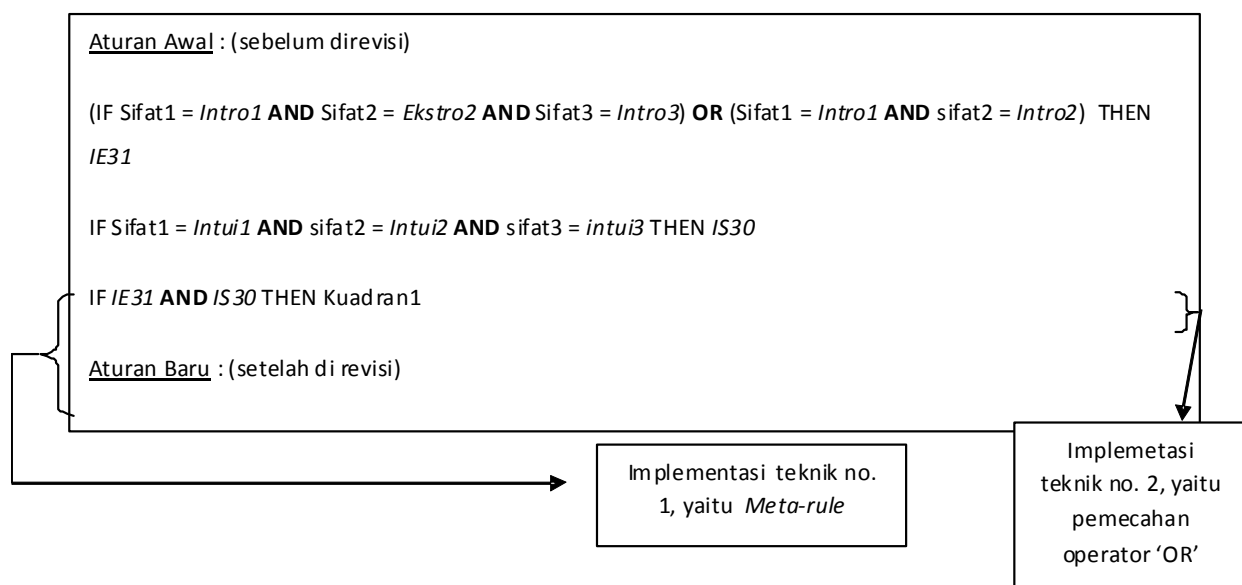 Aturan Awal : (sebelum direvisi)
(IF Sifat1 = Intro1 AND Sifat2 = Ekstro2 AND Sifat3 = Intro3) OR (Sifat1 = Intro1 AND sifat2 = Intro2) THEN
IE31
IF Sifat1 = Intui1 AND sifat2 = Intui2 AND sifat3 = intui3 THEN IS30
IF IE31 AND IS30 THEN Kuadran1
Aturan Baru : (setelah di revisi)
Implementasi teknik no.
1, yaitu Meta-rule
Implemetasi
teknik no. 2, yaitu
pemecahan
operator ‘OR’